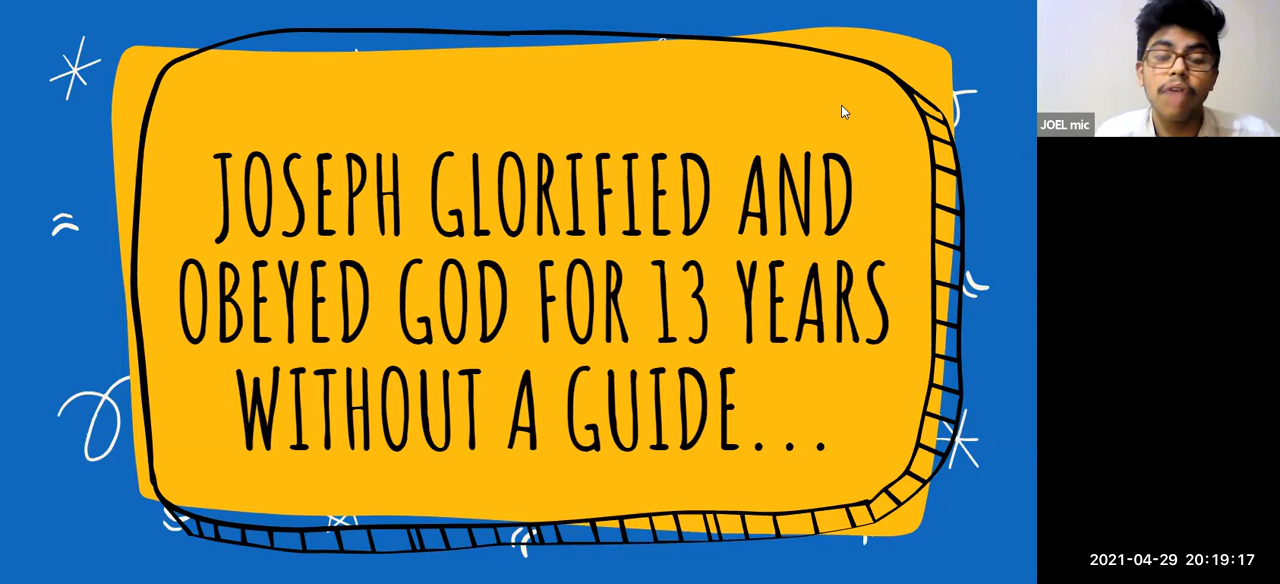 JOSEPH GLORIFIED AND
OBEYED GOD FOR 13 YEARS
WITHOUT A GUIDE...
JOEL mic
2021-04-29 20:19:17